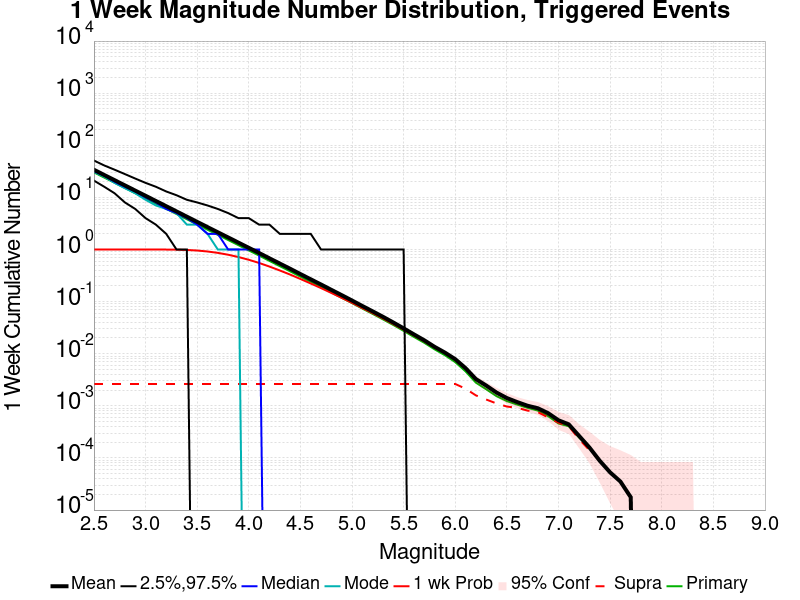 1 Week Magnitude Number Distribution, Triggered Events
1 Week Cumulative Number
10^4
10^3
10^2
10^1
10^0
10^-1
10^-2
10^-3
10^-4
10^-5
2.5 3.0 3.5 4.0 4.5 5.0 5.5 6.0 6.5 7.0 7.5 8.0 8.5 9.0
Magnitude
Mean 2.5%,97.5% Median Mode 1 wk Prob 95% Conf Supra Primary